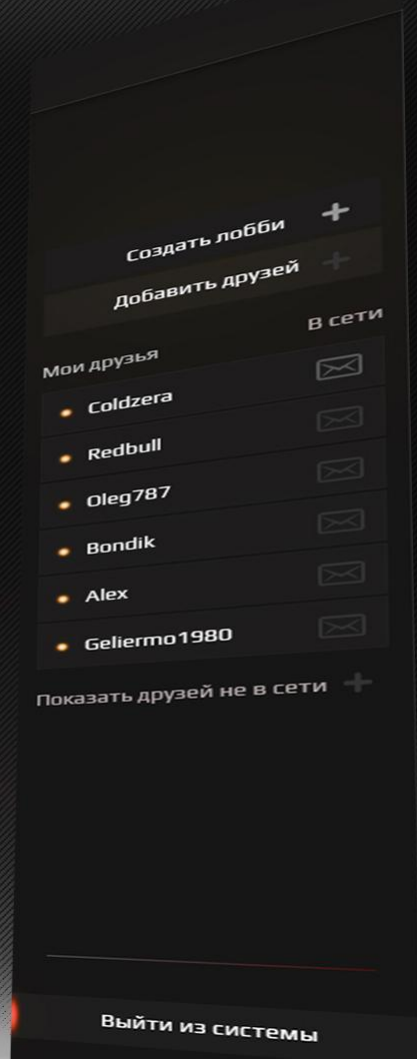 Создать лобби
Добавить друзей
В сети
Мои друзья
Coldzera
Redbull
Oleg787
Bondik
Alex
Geliermo1980
Показать друзей не в сети
Выйти из системы